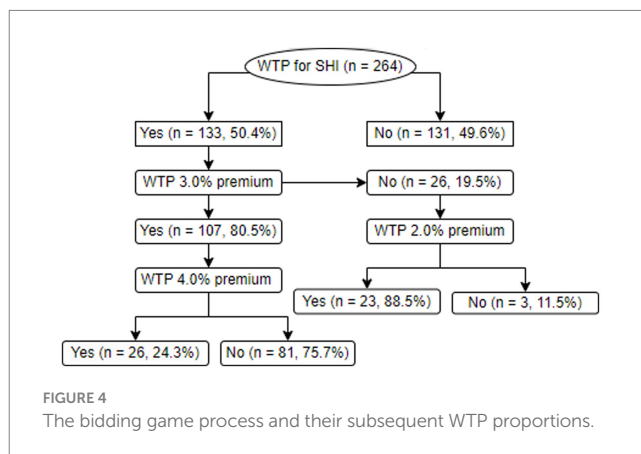 WTP for SHI (n = 264)
Yes (n = 133, 50.4%)
No (n = 131, 49.6%)
WTP 3.0% premium
No (n = 26, 19.5%)
Yes (n = 107, 80.5%)
WTP 2.0% premium
WTP 4.0% premium
Yes (n = 23, 88.5%)
No (n = 3, 11.5%)
Yes (n = 26, 24.3%)
No (n = 81, 75.7%)
FIGURE 4
The bidding game process and their subsequent WTP proportions.